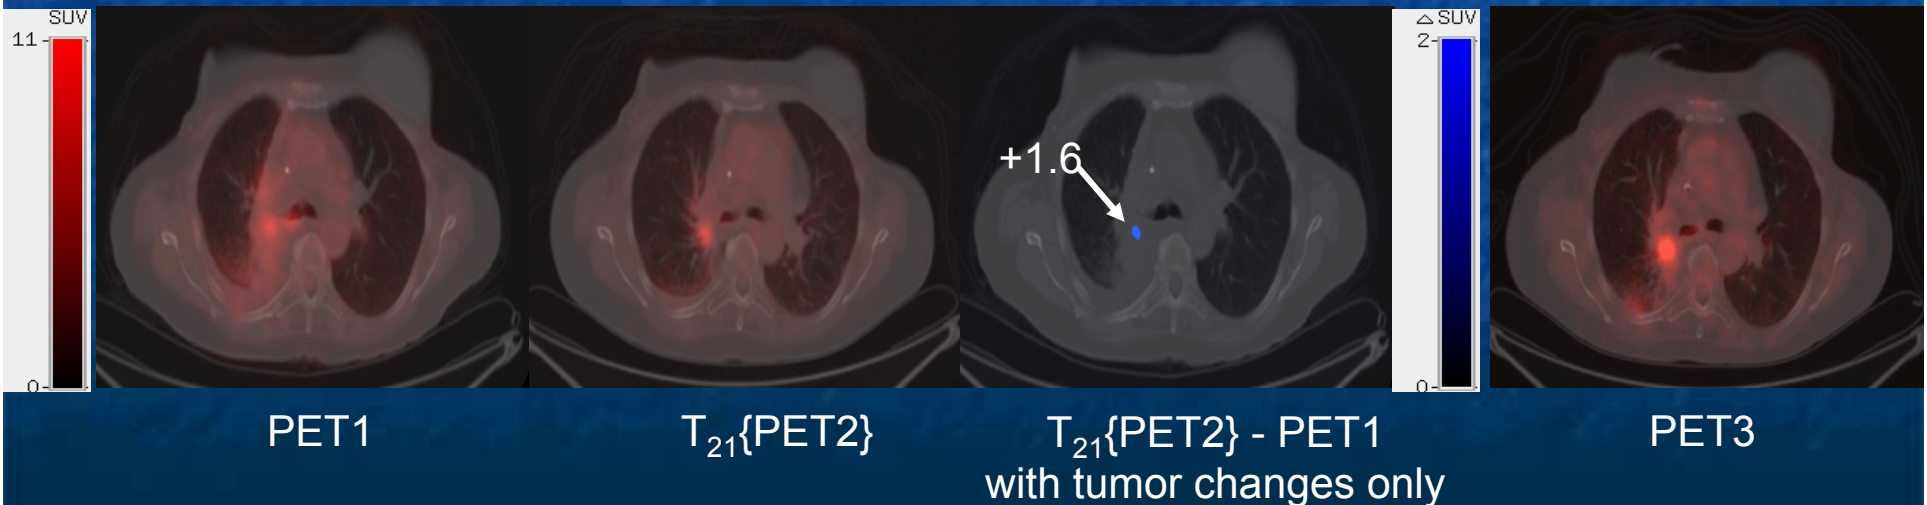 SUV
11
0
+1.6
△SUV
2
0
PET1
T21{PET2}
T21{PET2} - PET1
with tumor changes only
PET3